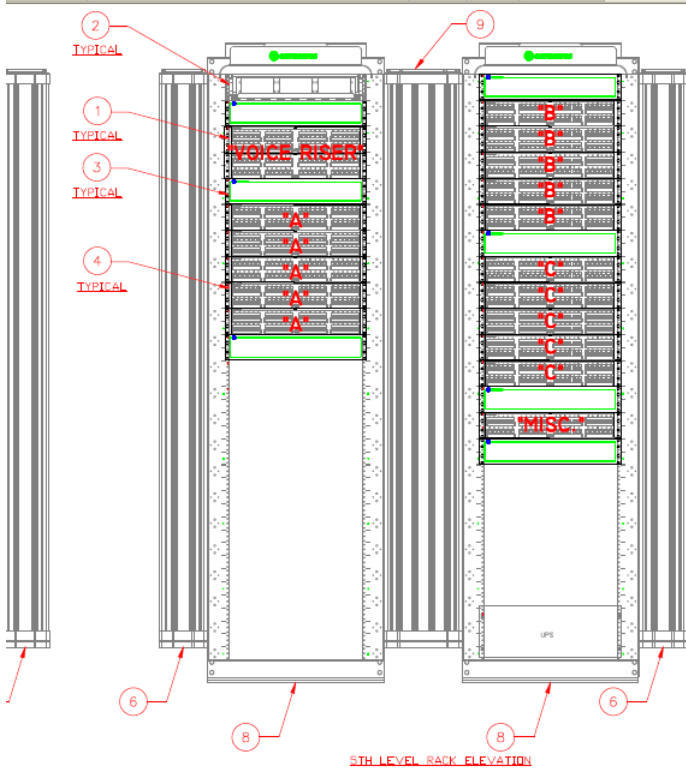 2
TYPICAL
9
1
TYPICAL
"VOICE RISER"
3
TYPICAL
"A"
"A"
"A"
"A"
"A"
4
TYPICAL
"B"
"B"
"B"
"B"
"B"
"C"
"C"
"C"
"C"
"C"
"MISC."
UPS
6
8
8
6
5TH LEVEL RACK ELEVATION